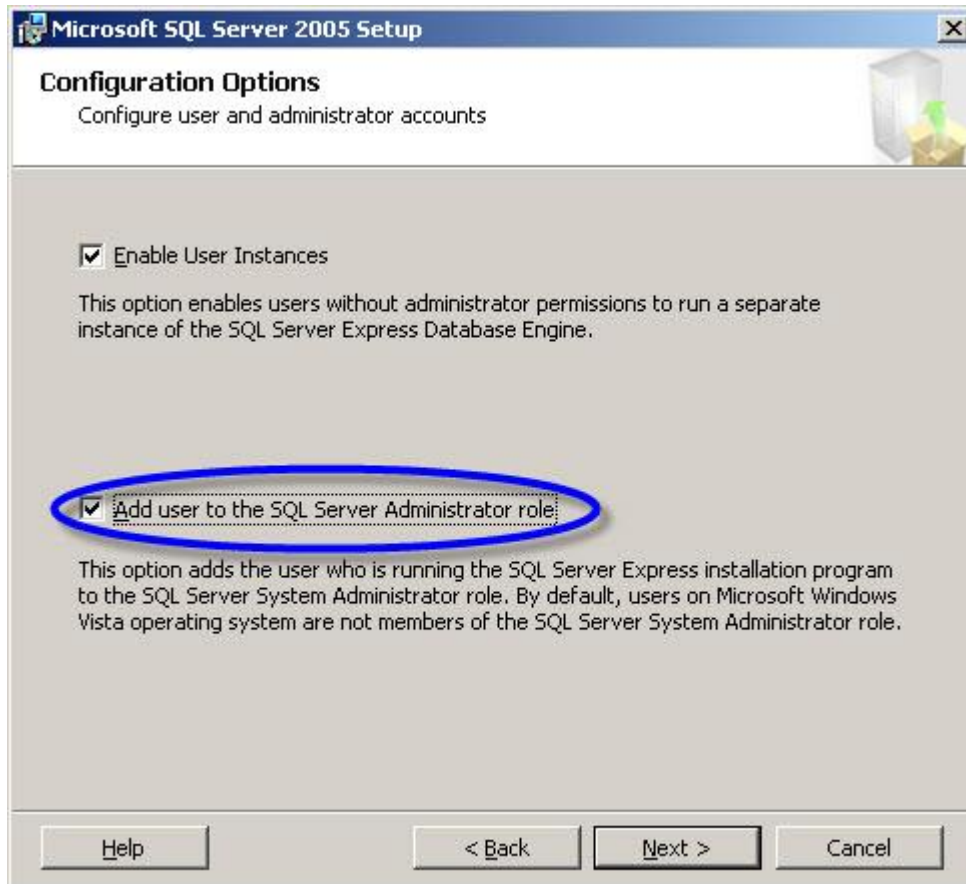 Microsoft SQL Server 2005 Setup
Configuration Options
Configure user and administrator accounts
Enable User Instances
This option enables users without administrator permissions to run a separate
instance of the SQL Server Express Database Engine.
Add user to the SQL Server Administrator role
This option adds the user who is running the SQL Server Express installation program
to the SQL Server System Administrator role. By default, users on Microsoft Windows
Vista operating system are not members of the SQL Server System Administrator role.
Help
< Back
Next >
Cancel